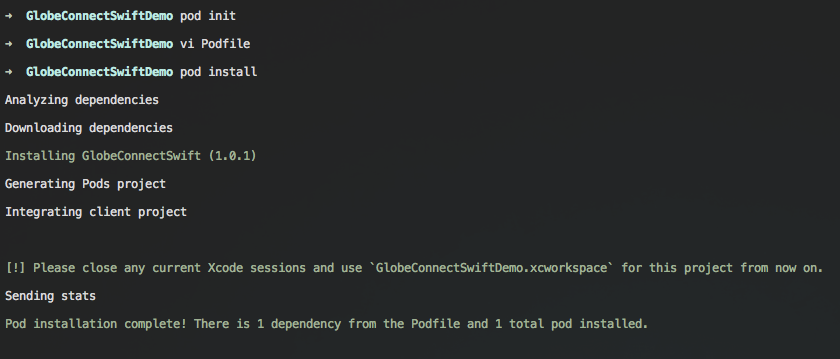 → GlobeConnectSwiftDemo pod init
→ GlobeConnectSwiftDemo vi Podfile
→ GlobeConnectSwiftDemo pod install
Analyzing dependencies
Downloading dependencies
Installing GlobeConnectSwift (1.0.1)
Generating Pods project
Integrating client project
[!] Please close any current Xcode sessions and use `GlobeConnectSwiftDemo.xcworkspace` for this project from now on.
Sending stats
Pod installation complete! There is 1 dependency from the Podfile and 1 total pod installed.